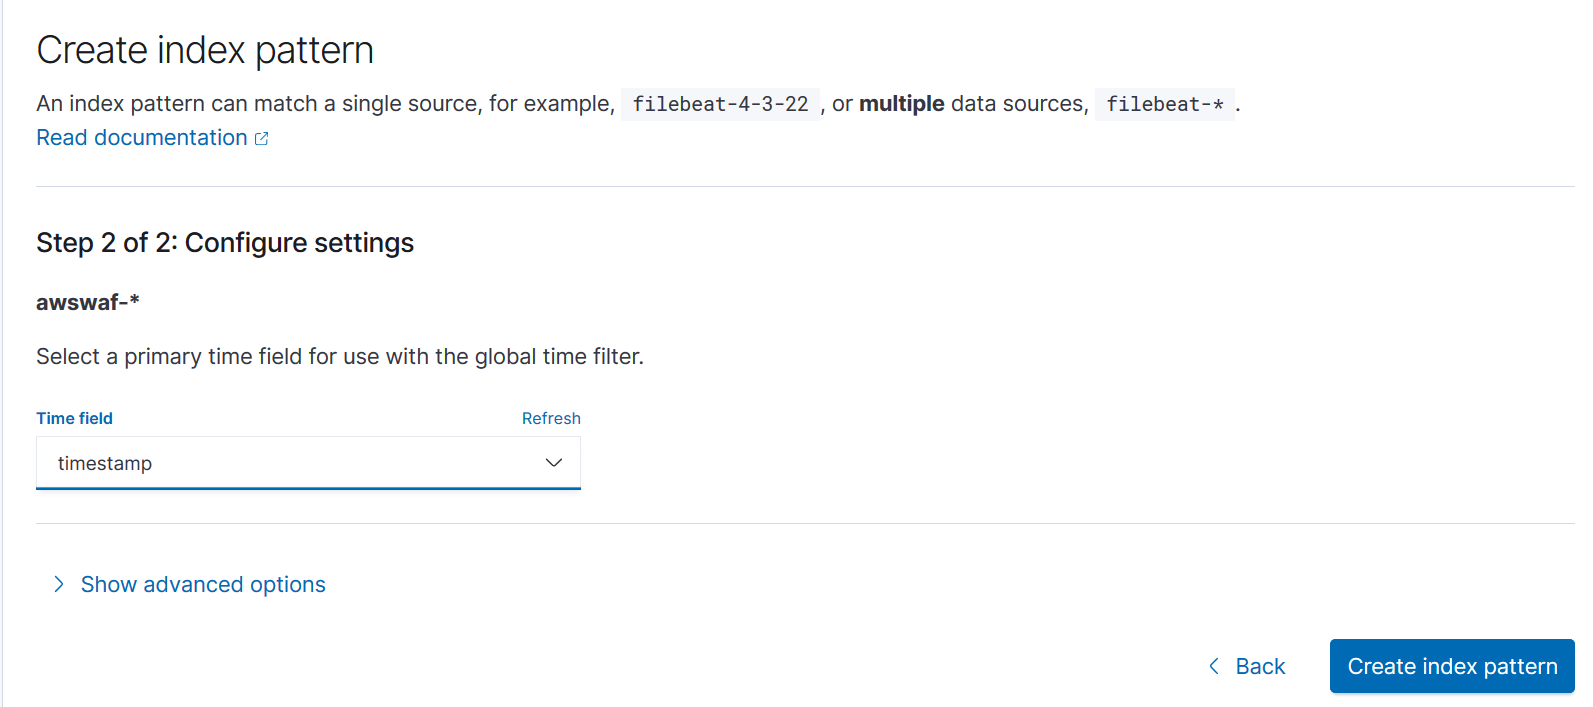 Create index pattern
An index pattern can match a single source, for example, filebeat-4-3-22 , or multiple data sources, filebeat-* .
Read documentation
Step 2 of 2: Configure settings
awswaf-*
Select a primary time field for use with the global time filter.
Time field Refresh
timestamp
Show advanced options
Back Create index pattern